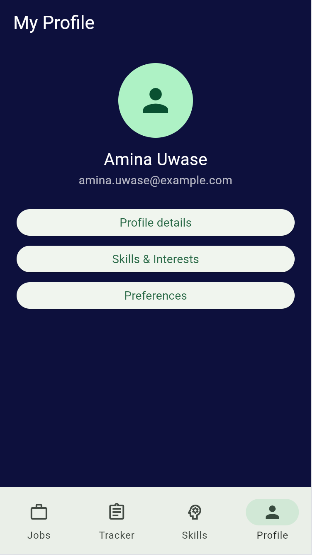 My Profile
Amina Uwase
amina.uwase@example.com
Profile details
Skills & Interests
Preferences
Jobs
Tracker
Skills
Profile